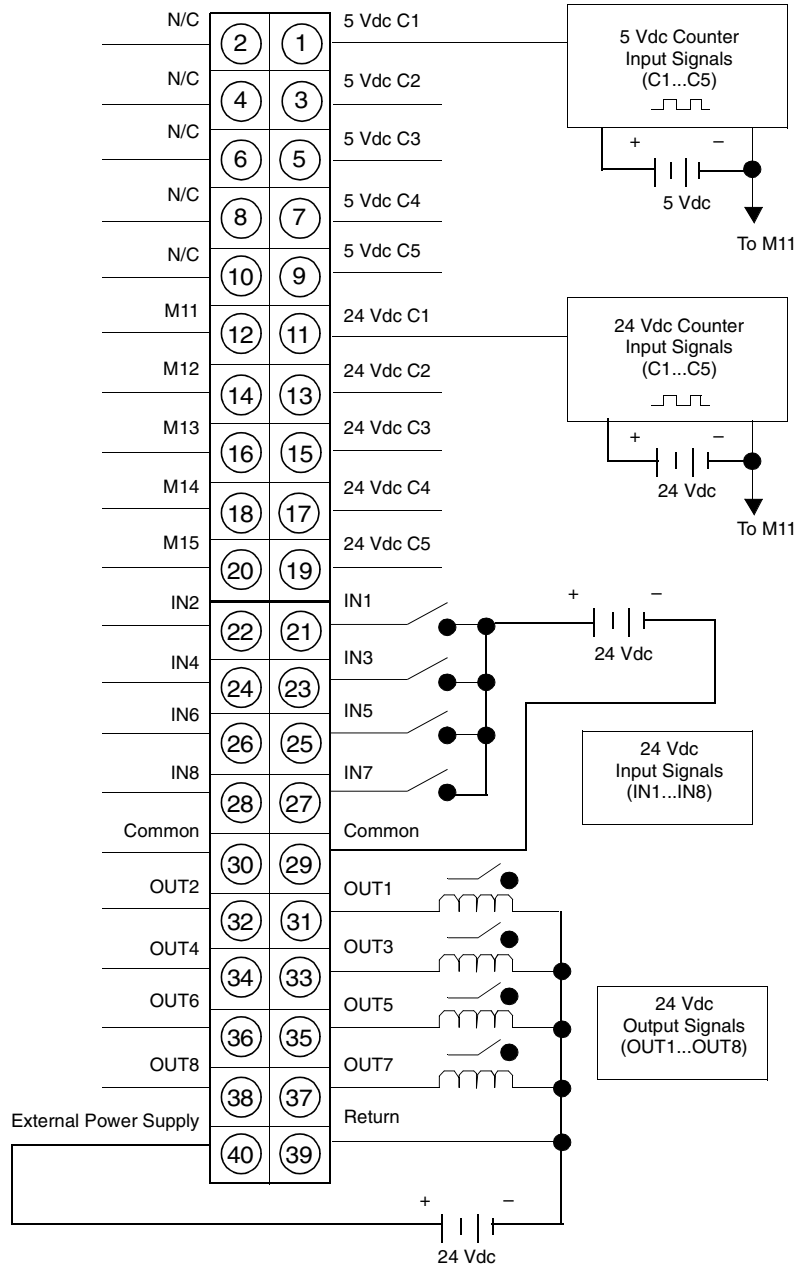 N/C 2 1 5 Vdc C1
N/C 4 3 5 Vdc C2
N/C 6 5 5 Vdc C3
N/C 8 7 5 Vdc C4
N/C 10 9 5 Vdc C5
M11 12 11 24 Vdc C1
M12 14 13 24 Vdc C2
M13 16 15 24 Vdc C3
M14 18 17 24 Vdc C4
M15 20 19 24 Vdc C5
IN2 22 21 IN1
IN4 24 23 IN3
IN6 26 25 IN5
IN8 28 27 IN7
Common 30 29 Common
OUT2 32 31 OUT1
OUT4 34 33 OUT3
OUT6 36 35 OUT5
OUT8 38 37 OUT7
External Power Supply 40 39 Return
5 Vdc Counter
Input Signals
(C1...C5)
+ –
5 Vdc
To M11
24 Vdc Counter
Input Signals
(C1...C5)
+ –
24 Vdc
To M11
+ –
24 Vdc
24 Vdc
Input Signals
(IN1...IN8)
24 Vdc
Output Signals
(OUT1...OUT8)
+ –
24 Vdc